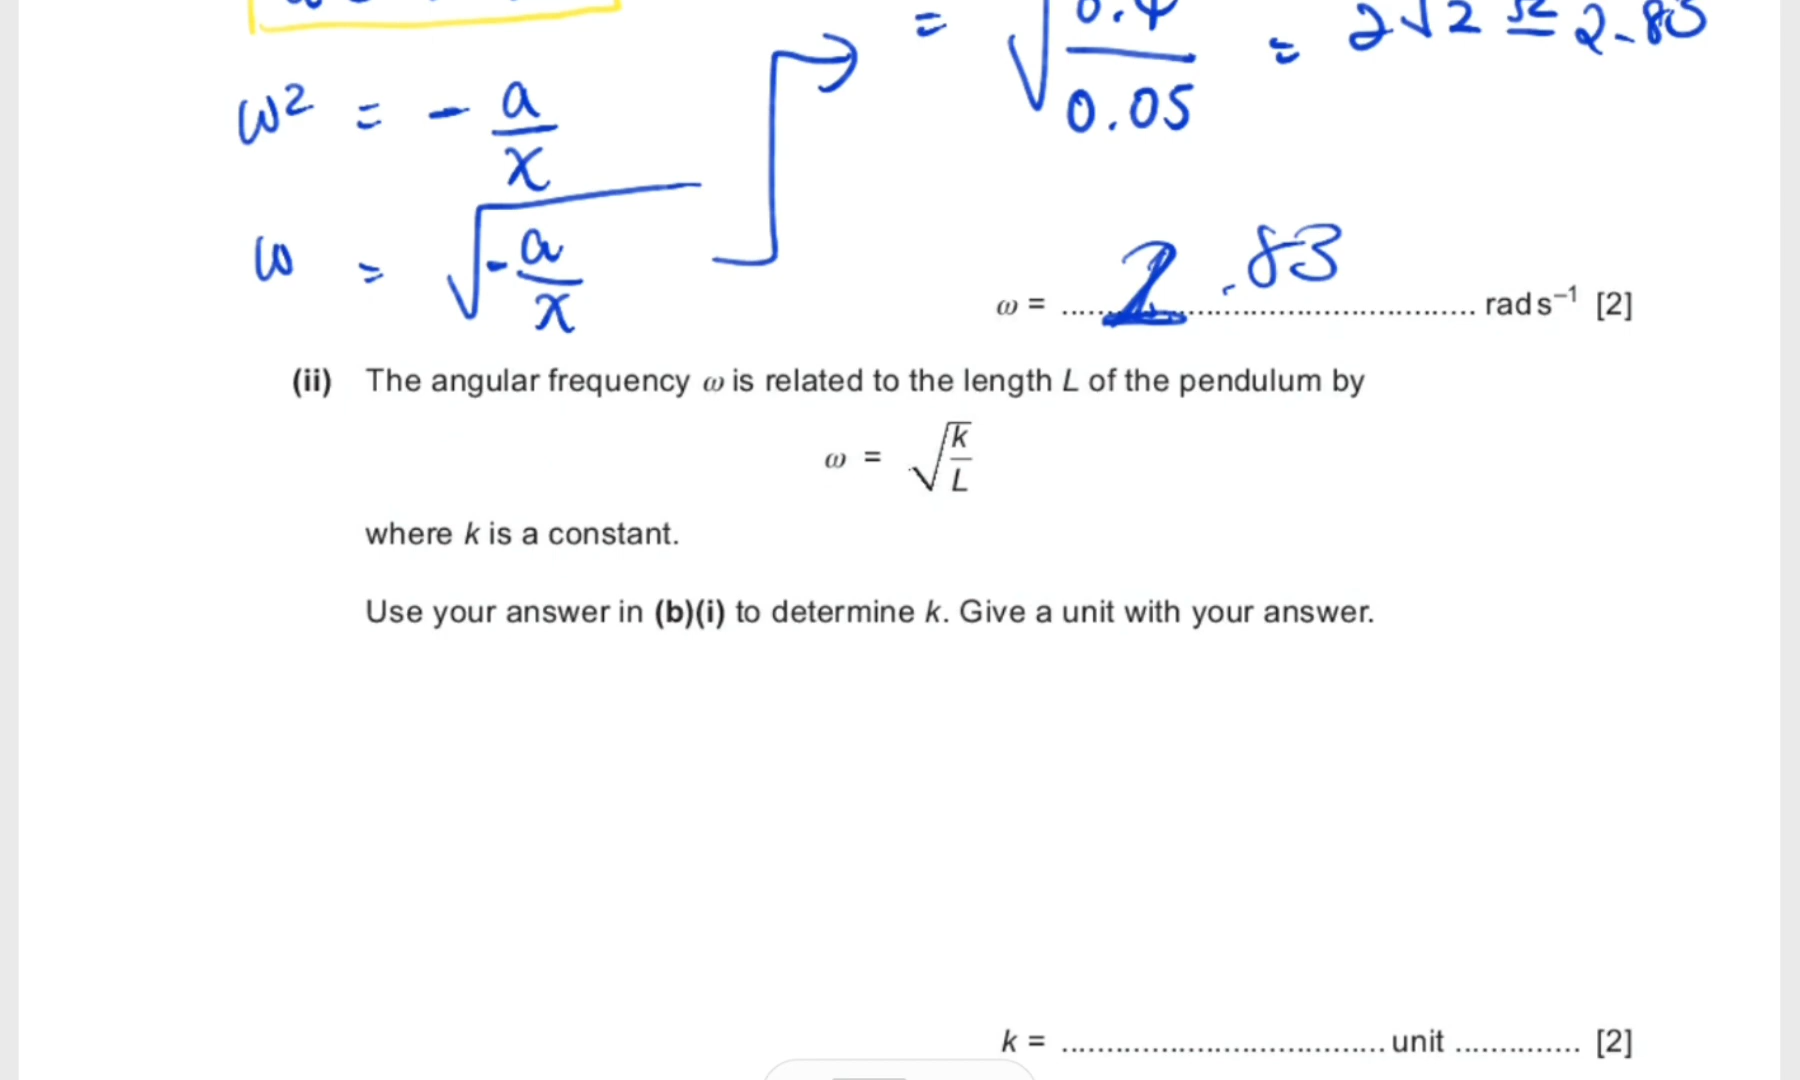 = √0.4/0.05 = 2√2 ≈ 2.83
ω² = - a/x
ω = √-a/x
2.83
ω = ........................................ rad s⁻¹ [2]
(ii) The angular frequency ω is related to the length L of the pendulum by
ω = √k/L
where k is a constant.
Use your answer in (b)(i) to determine k. Give a unit with your answer.
k = .................................... unit .............. [2]